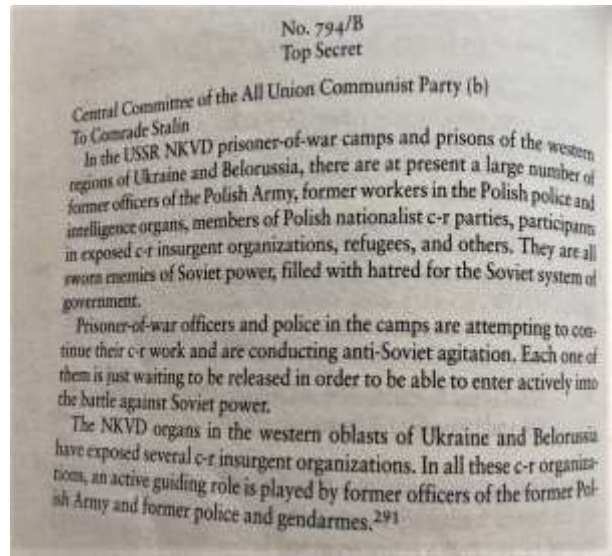 No. 794/B
Top Secret
Central Committee of the All Union Communist Party (b)
To Comrade Stalin
In the USSR NKVD prisoner-of-war camps and prisons of the western
regions of Ukraine and Belorussia, there are at present a large number of
former officers of the Polish Army, former workers in the Polish police and
intelligence organs, members of Polish nationalist c-r parties, participants
in exposed c-r insurgent organizations, refugees, and others. They are all
sworn enemies of Soviet power, filled with hatred for the Soviet system of
government.
Prisoner-of-war officers and police in the camps are attempting to con-
tinue their c-r work and are conducting anti-Soviet agitation. Each one of
them is just waiting to be released in order to be able to enter actively into
the battle against Soviet power.
The NKVD organs in the western oblasts of Ukraine and Belorussia
have exposed several c-r insurgent organizations. In all these c-r organiza-
tions, an active guiding role is played by former officers of the former Pol-
ish Army and former police and gendarmes.291